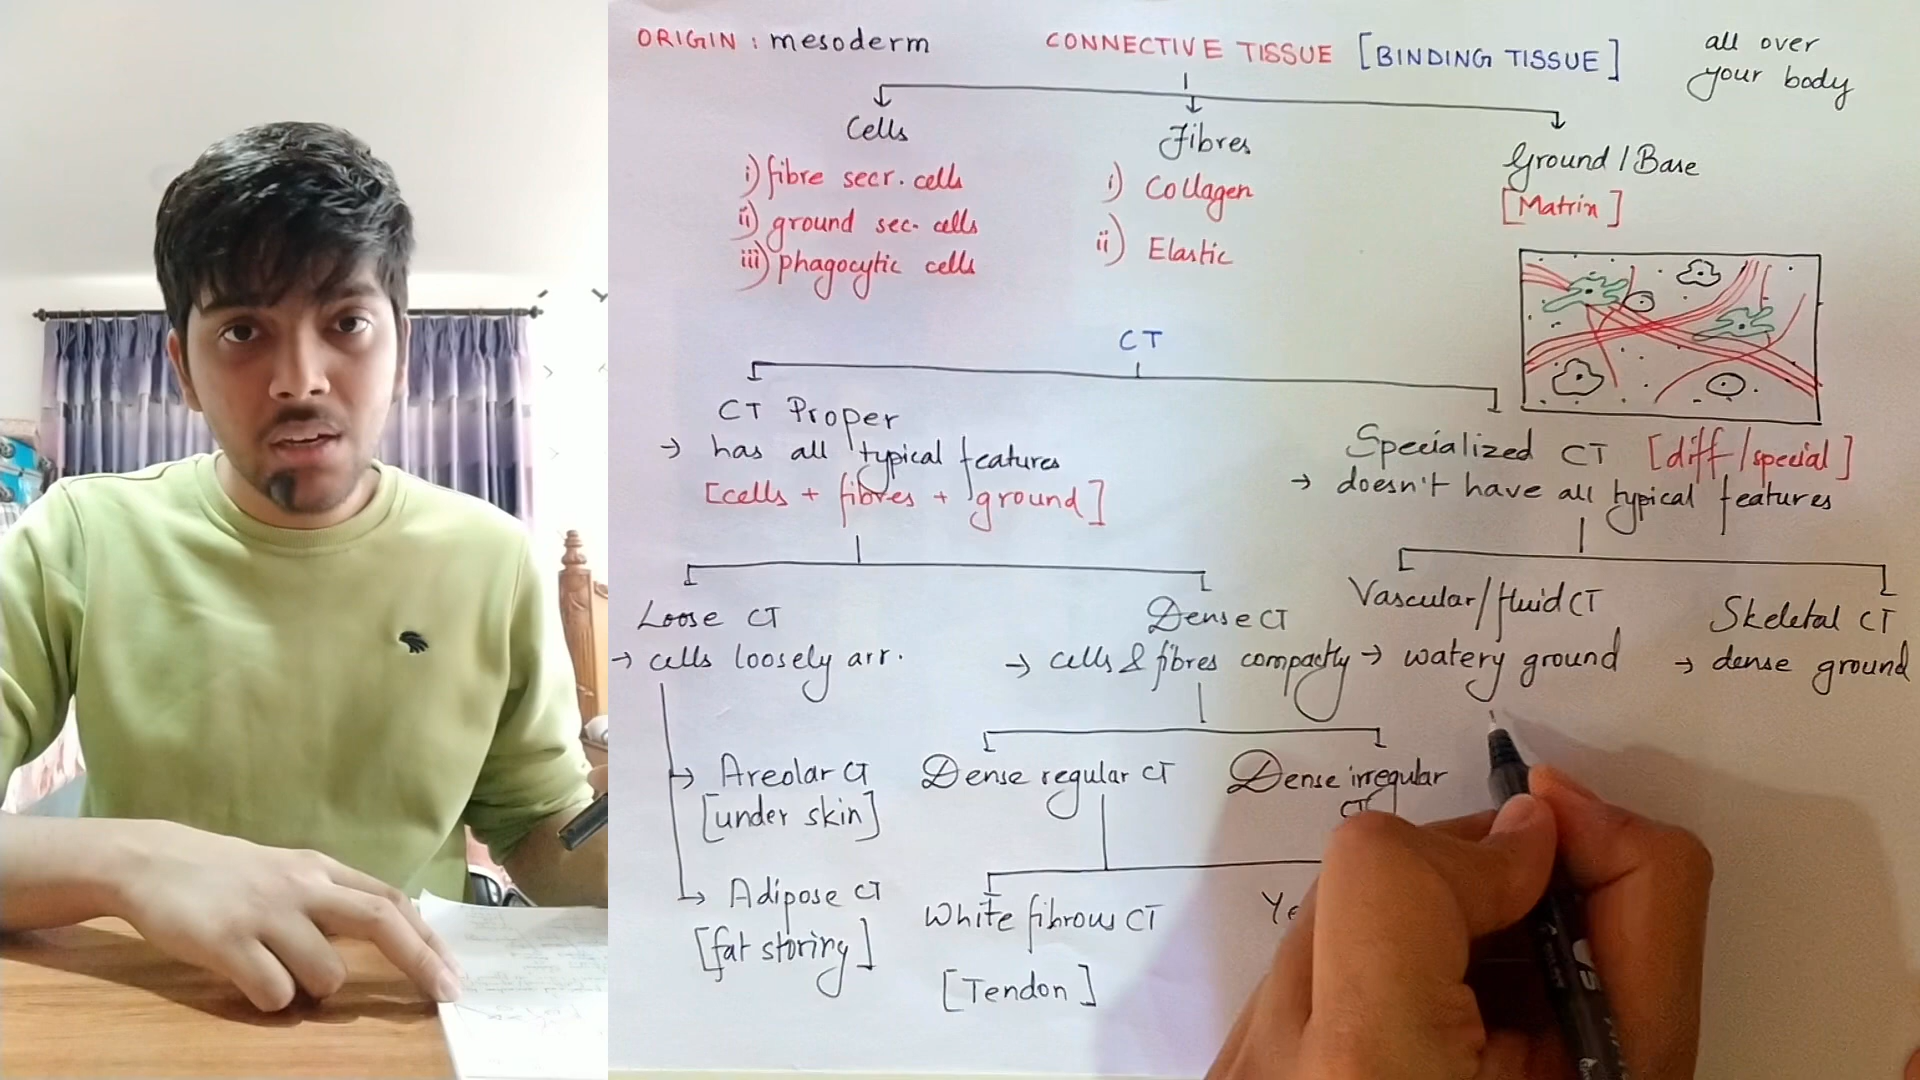 ORIGIN : mesoderm
CONNECTIVE TISSUE [BINDING TISSUE]
all over
your body
Cells
i) fibre secr. cells
ii) ground sec. cells
iii) phagocytic cells
Fibres
i) Collagen
ii) Elastic
Ground / Base
[Matrix]
CT
CT Proper
→ has all typical features
[cells + fibres + ground]
Specialized CT [diff / special]
→ doesn't have all typical features
Loose CT
→ cells loosely arr.
Dense CT
→ cells & fibres compactly
Vascular/fluid CT
→ watery ground
Skeletal CT
→ dense ground
Areolar CT
[under skin]
Adipose CT
[fat storing]
Dense regular CT
Dense irregular
CT
White fibrous CT
[Tendon]